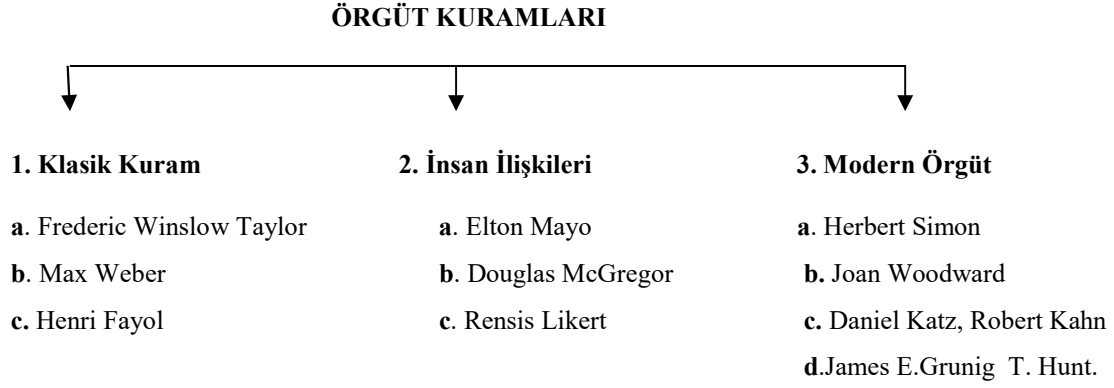 ÖRGÜT KURAMLARI
1. Klasik Kuram
a. Frederic Winslow Taylor
b. Max Weber
c. Henri Fayol
2. İnsan İlişkileri
a. Elton Mayo
b. Douglas McGregor
c. Rensis Likert
3. Modern Örgüt
a. Herbert Simon
b. Joan Woodward
c. Daniel Katz, Robert Kahn
d.James E.Grunig T. Hunt.